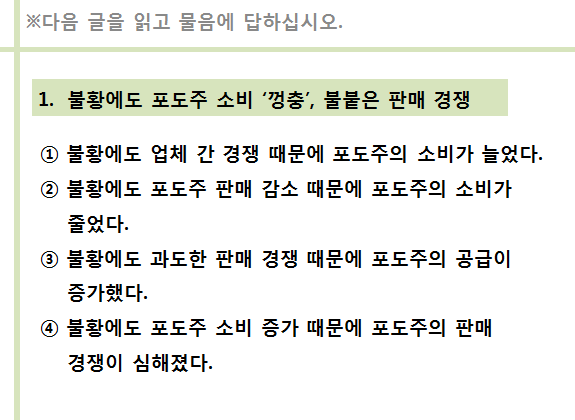 ※다음 글을 읽고 물음에 답하십시오.
1. 불황에도 포도주 소비 ‘껑충’, 불붙은 판매 경쟁
① 불황에도 업체 간 경쟁 때문에 포도주의 소비가 늘었다.
② 불황에도 포도주 판매 감소 때문에 포도주의 소비가
줄었다.
③ 불황에도 과도한 판매 경쟁 때문에 포도주의 공급이
증가했다.
④ 불황에도 포도주 소비 증가 때문에 포도주의 판매
경쟁이 심해졌다.